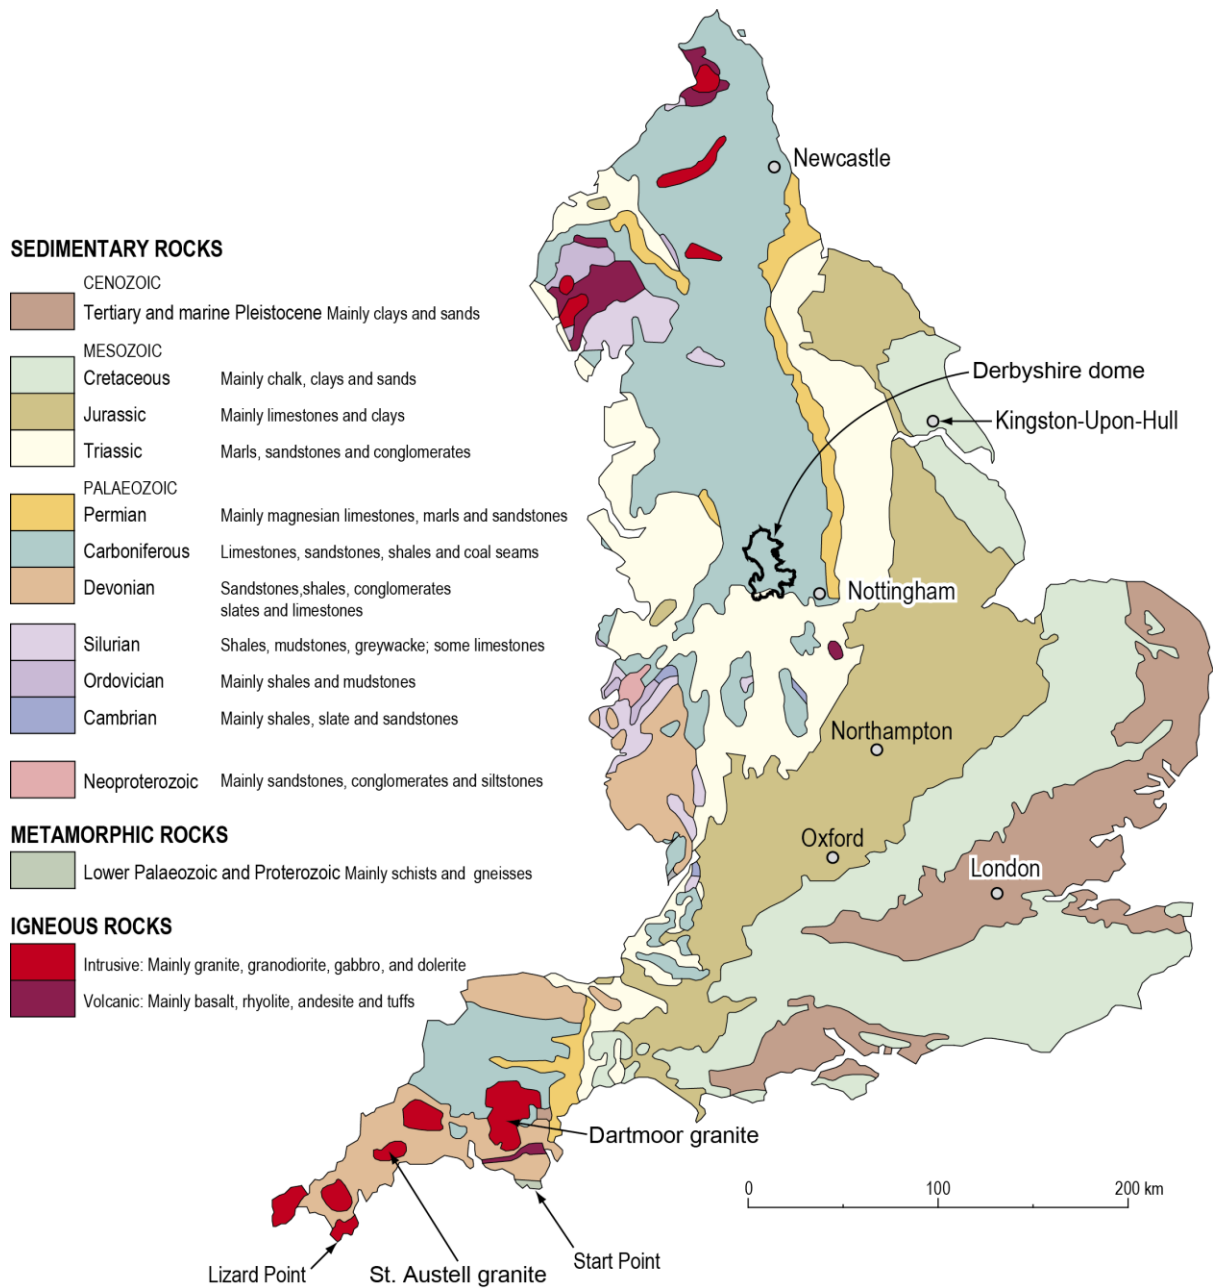 SEDIMENTARY ROCKS
CENOZOIC
Tertiary and marine Pleistocene Mainly clays and sands
MESOZOIC
Cretaceous Mainly chalk, clays and sands
Jurassic Mainly limestones and clays
Triassic Marls, sandstones and conglomerates
PALAEOZOIC
Permian Mainly magnesian limestones, marls and sandstones
Carboniferous Limestones, sandstones, shales and coal seams
Devonian Sandstones,shales, conglomerates
slates and limestones
Silurian Shales, mudstones, greywacke; some limestones
Ordovician Mainly shales and mudstones
Cambrian Mainly shales, slate and sandstones
Neoproterozoic Mainly sandstones, conglomerates and siltstones
METAMORPHIC ROCKS
Lower Palaeozoic and Proterozoic Mainly schists and gneisses
IGNEOUS ROCKS
Intrusive: Mainly granite, granodiorite, gabbro, and dolerite
Volcanic: Mainly basalt, rhyolite, andesite and tuffs
Newcastle
Derbyshire dome
Kingston-Upon-Hull
Nottingham
Northampton
Oxford
London
Dartmoor granite
0 100 200 km
Start Point
Lizard Point
St. Austell granite